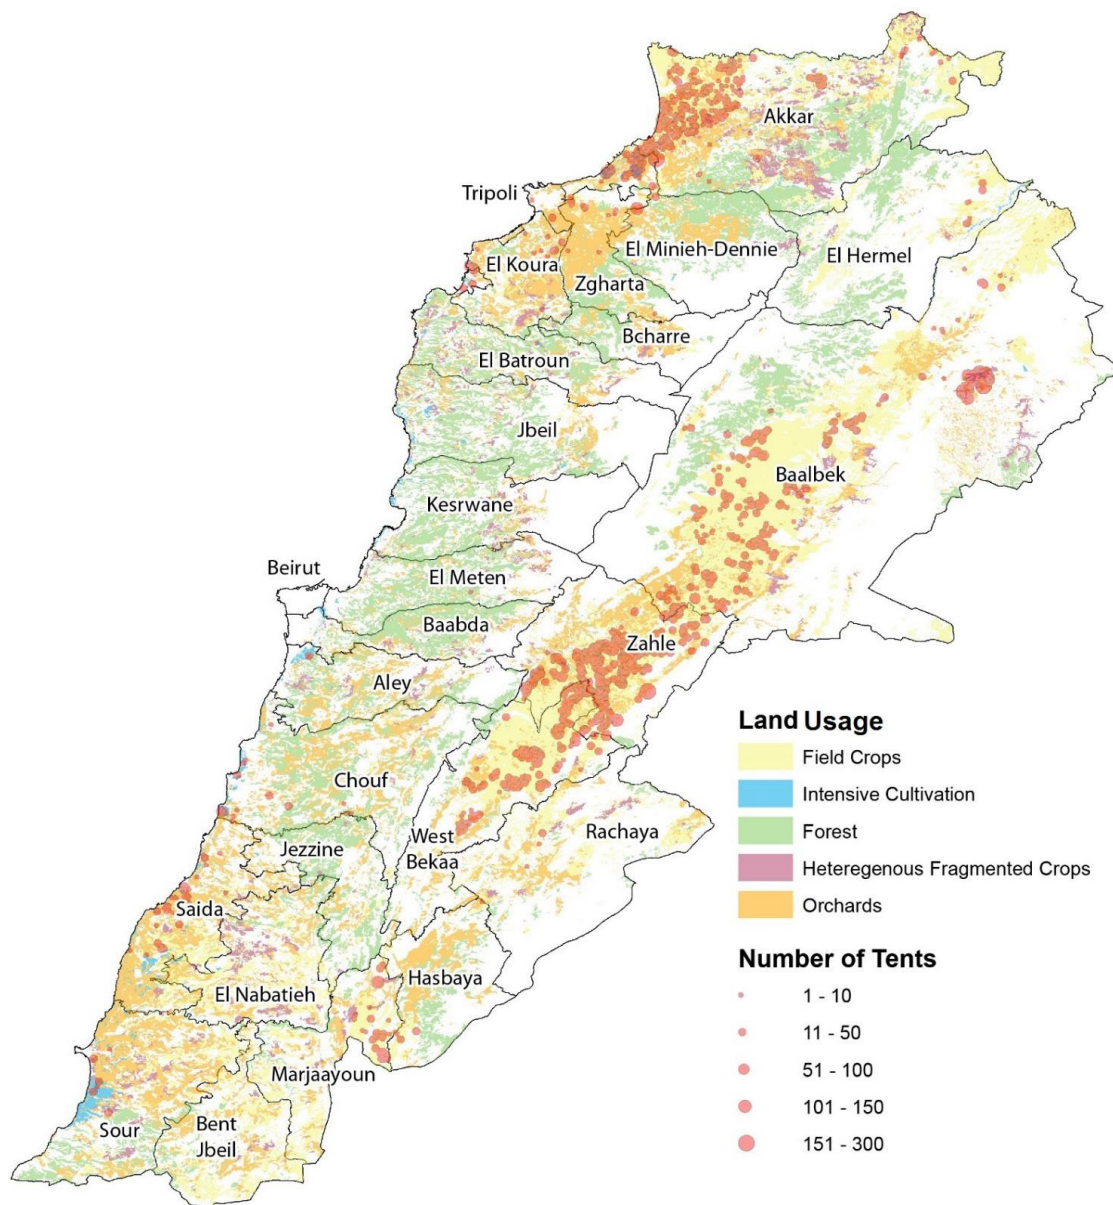 Akkar
Tripoli
El Minieh-Dennie
El Hermel
El Koura
Zgharta
Bcharre
El Batroun
Jbeil
Baalbek
Kesrwane
Beirut
El Meten
Baabda
Zahle
Aley
Chouf
West
Bekaa
Rachaya
Jezzine
Saida
Hasbaya
El Nabatieh
Marjaayoun
Sour
Bent
Jbeil
Land Usage
Field Crops
Intensive Cultivation
Forest
Heteregenous Fragmented Crops
Orchards
Number of Tents
1 - 10
11 - 50
51 - 100
101 - 150
151 - 300